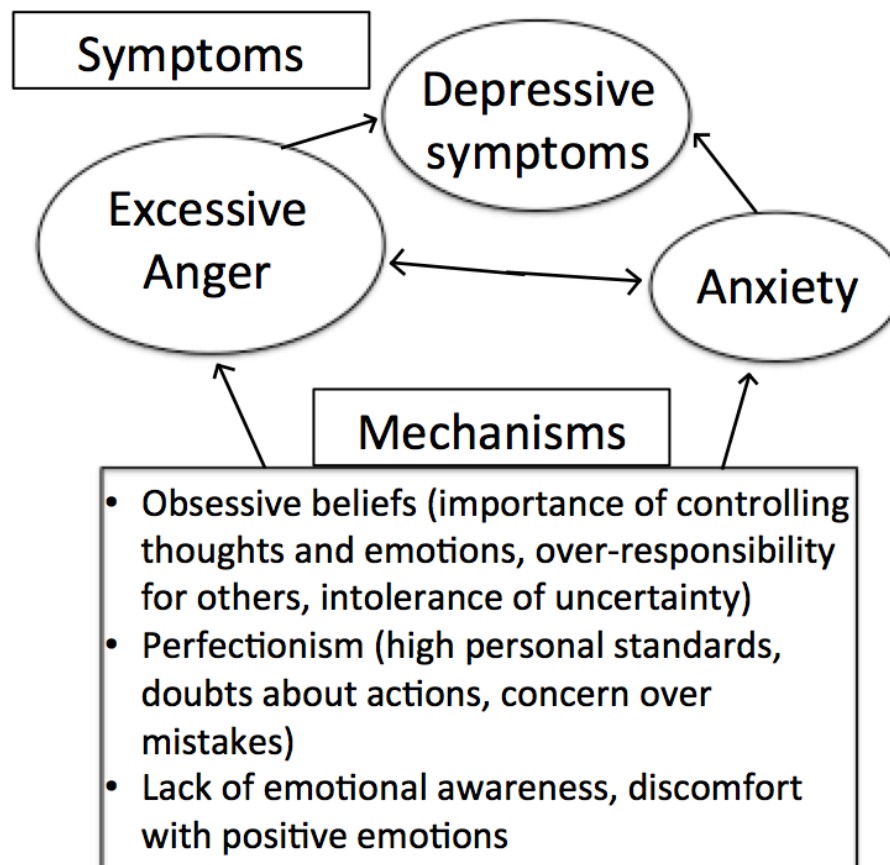 Symptoms
Depressive
symptoms
Excessive
Anger
Anxiety
Mechanisms
• Obsessive beliefs (importance of controlling
thoughts and emotions, over-responsibility
for others, intolerance of uncertainty)
• Perfectionism (high personal standards,
doubts about actions, concern over
mistakes)
• Lack of emotional awareness, discomfort
with positive emotions